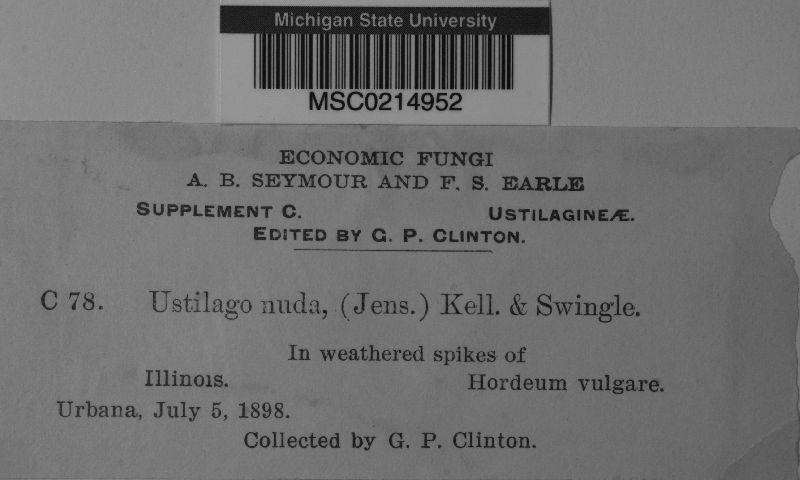 Michigan State University
MSC0214952
ECONOMIC FUNGI
A. B. SEYMOUR AND F. S. EARLE
SUPPLEMENT C. USTILAGINEÆ.
EDITED BY G. P. CLINTON.
C 78. Ustilago nuda, (Jens.) Kell. & Swingle.
In weathered spikes of
Illinois. Hordeum vulgare.
Urbana, July 5, 1898.
Collected by G. P. Clinton.